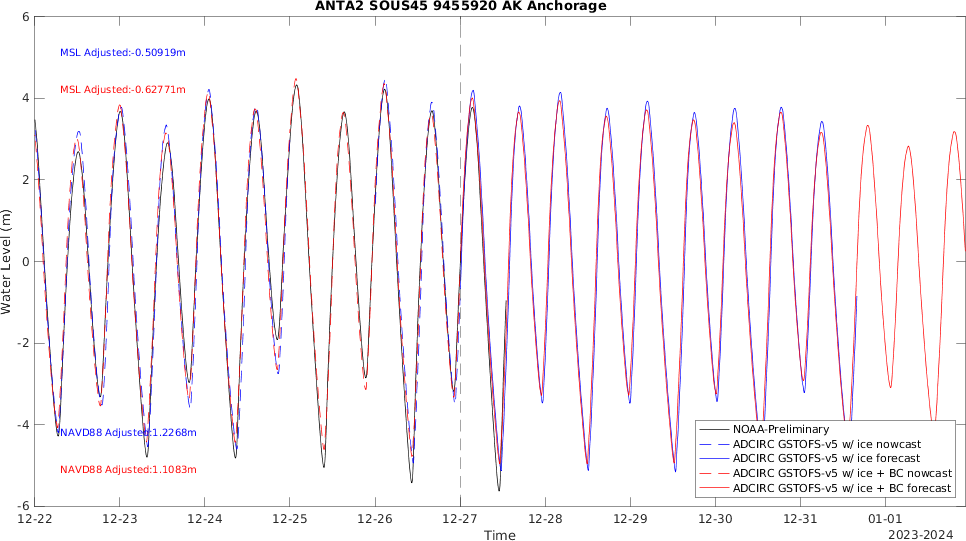 ANTA2 SOUS45 9455920 AK Anchorage
6
MSL Adjusted:-0.50919m
MSL Adjusted:-0.62771m
4
2
0
-2
-4
-6
Water Level (m)
NAVD88 Adjusted:1.2268m
NAVD88 Adjusted:1.1083m
NOAA-Preliminary
ADCIRC GSTOFS-v5 w/ ice nowcast
ADCIRC GSTOFS-v5 w/ ice forecast
ADCIRC GSTOFS-v5 w/ ice + BC nowcast
ADCIRC GSTOFS-v5 w/ ice + BC forecast
12-22 12-23 12-24 12-25 12-26 12-27 12-28 12-29 12-30 12-31 01-01
Time
2023-2024